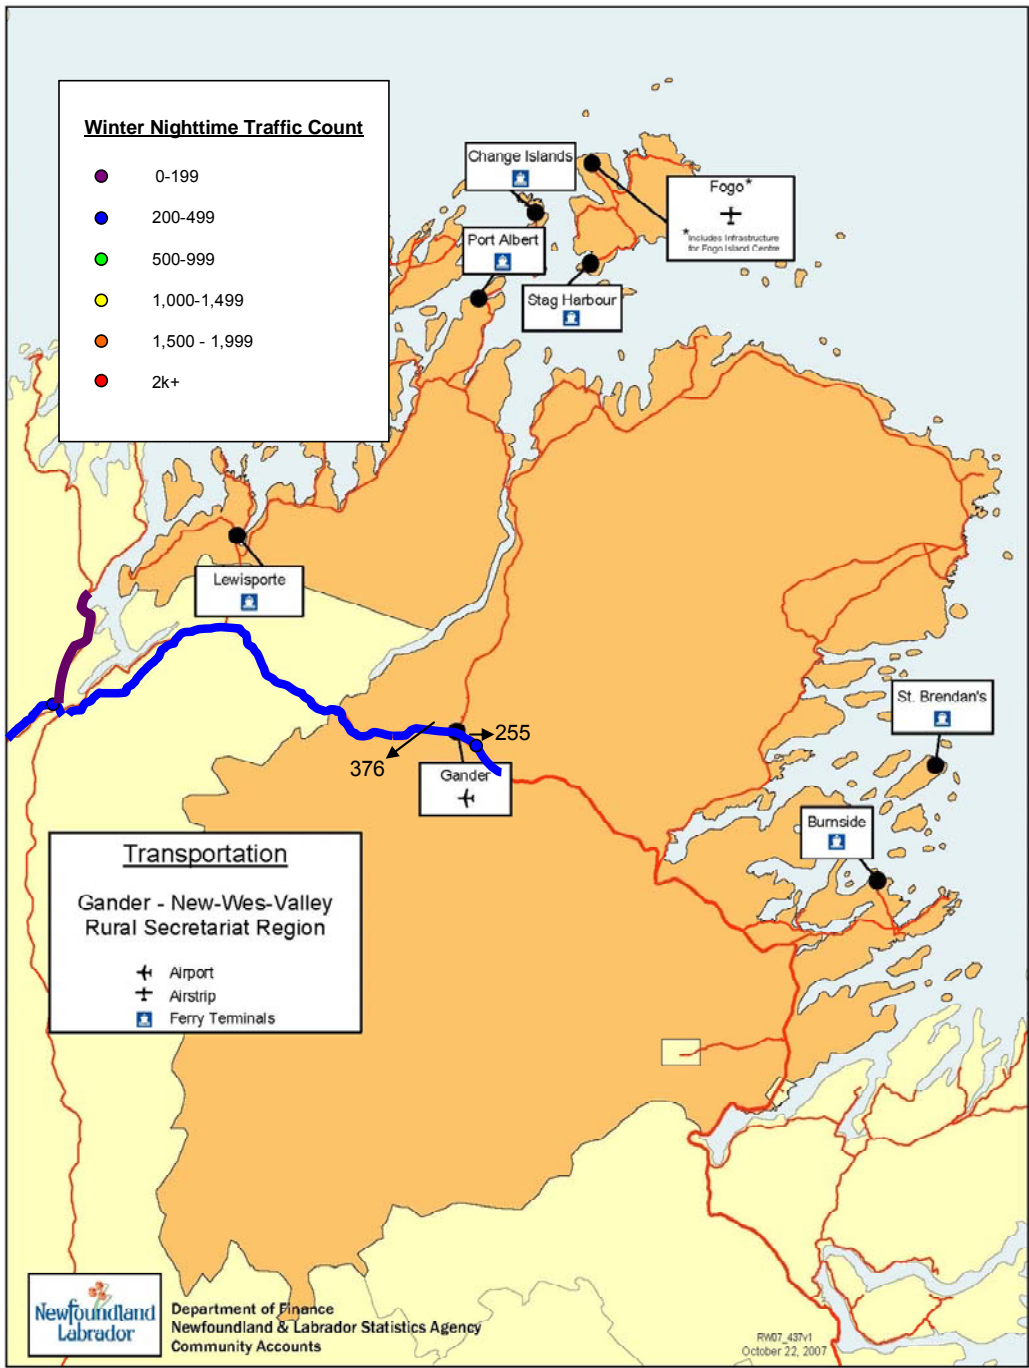 Winter Nighttime Traffic Count
0-199
200-499
500-999
1,000-1,499
1,500 - 1,999
2k+
Change Islands
Fogo*
*Includes Infrastructure
for Fogo Island Centre
Port Albert
Stag Harbour
Lewisporte
St. Brendan's
255
376
Gander
Burnside
Transportation
Gander - New-Wes-Valley
Rural Secretariat Region
Airport
Airstrip
Ferry Terminals
Newfoundland
Labrador
Department of Finance
Newfoundland & Labrador Statistics Agency
Community Accounts
RW07_437v1
October 22, 2007